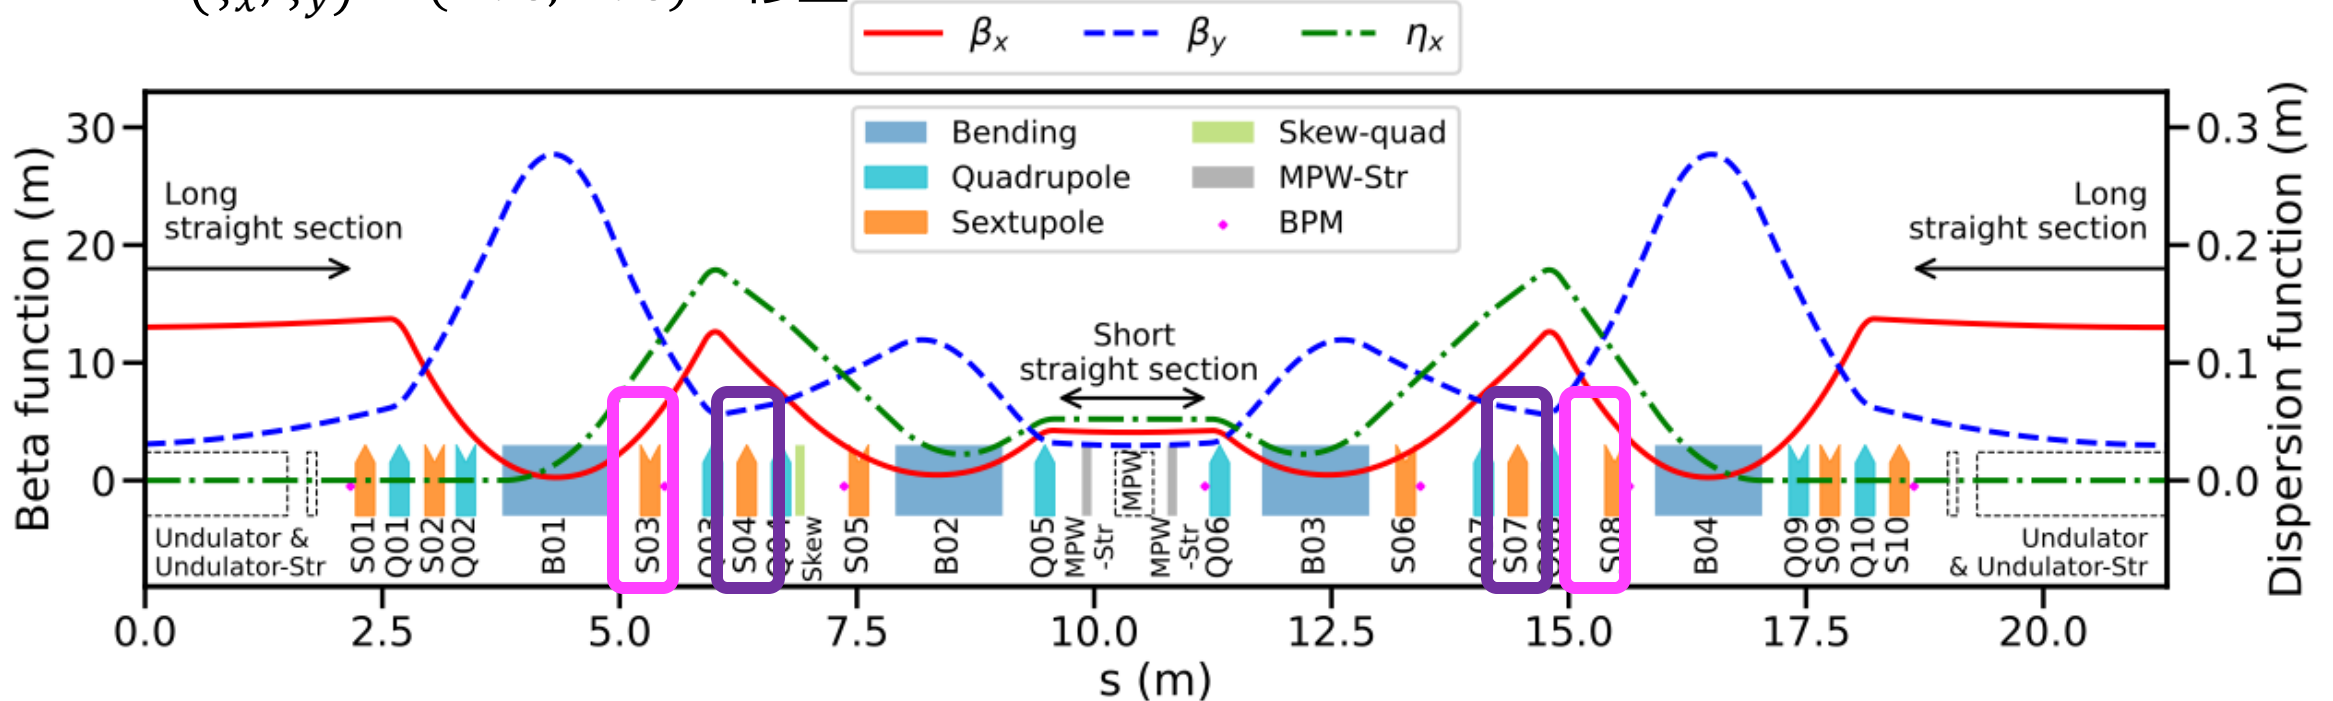 βx βy ηx
Bending Skew-quad
Quadrupole MPW-Str
Sextupole BPM
Beta function (m)
30
20
10
0
Dispersion function (m)
0.3
0.2
0.1
0.0
Long
straight section
Short
straight section
Long
straight section
Undulator &
Undulator-Str
S01
Q01
S02
Q02
B01
S03
Q03
S04
Q04
Skew
S05
B02
Q05
MPW
-Str
MPW
MPW
-Str
Q06
B03
S06
Q07
S07
Q08
S08
B04
Q09
S09
Q10
S10
Undulator
& Undulator-Str
0.0 2.5 5.0 7.5 10.0 12.5 15.0 17.5 20.0
s (m)